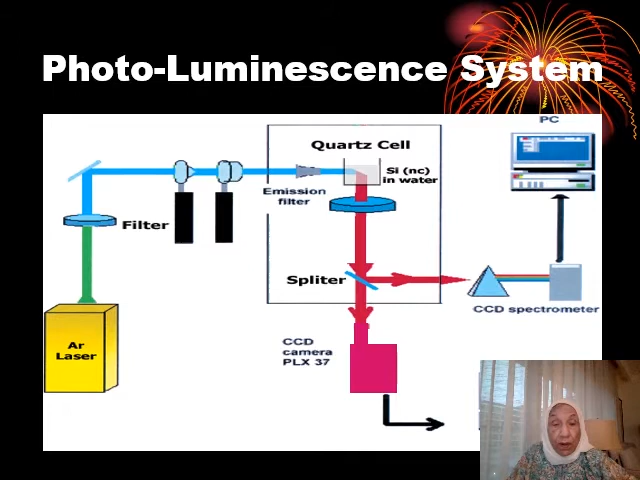 Photo-Luminescence System
PC
Quartz Cell
Si (nc)
in water
Emission
filter
Filter
Spliter
CCD spectrometer
Ar
Laser
CCD
camera
PLX 37